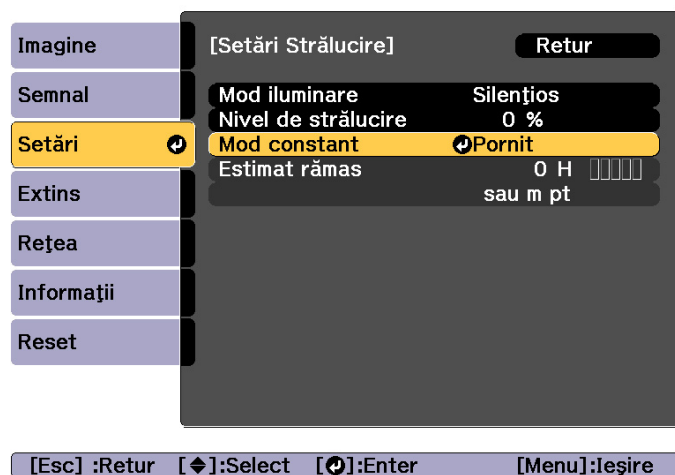 Imagine
Semnal
Setări
Extins
Reţea
Informaţii
Reset
[Setări Strălucire] Retur
Mod iluminare Silenţios
Nivel de strălucire 0 %
Mod constant Pornit
Estimat rămas 0 H
sau m pt
[Esc] :Retur [◆]:Select [⏎]:Enter [Menu]:Ieşire